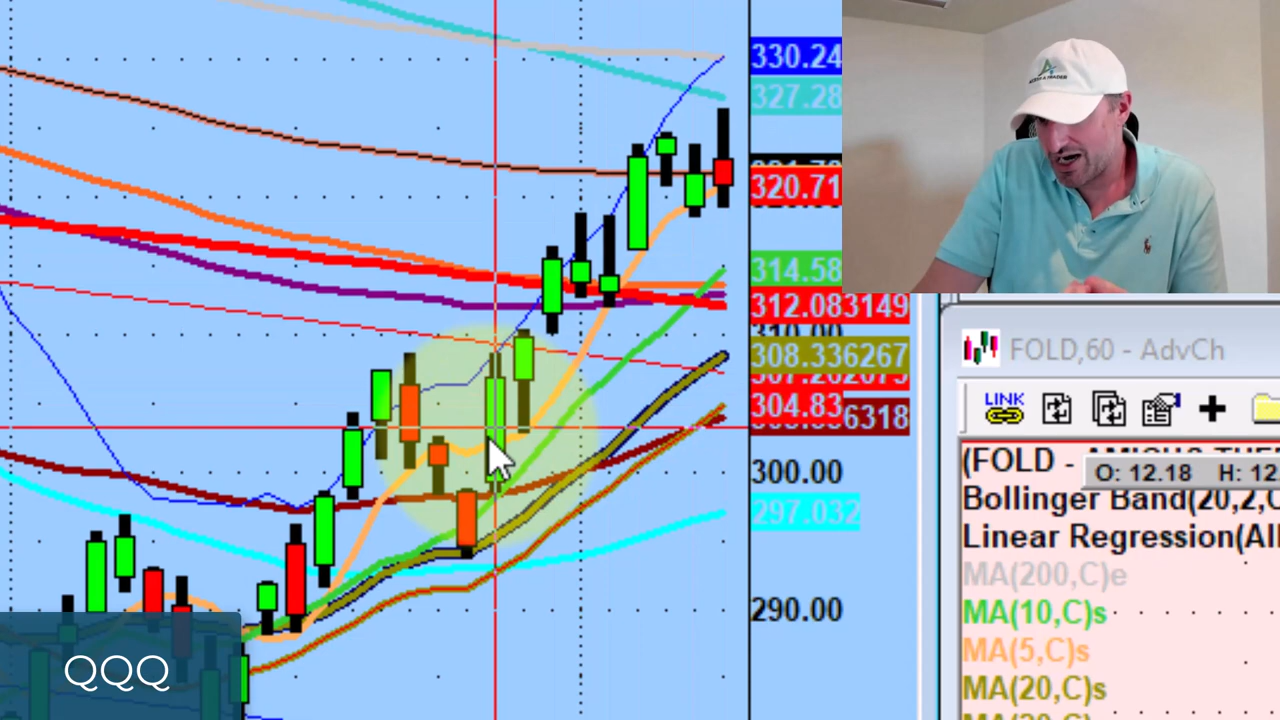 330.24
327.28
320.71
314.58
312.083149
308.336267
304.83
6318
300.00
297.032
290.00
QQQ
FOLD,60 - AdvCh
LINK
(FOLD -
O: 12.18 H: 12
Bollinger Band(20,2,C
Linear Regression(All
MA(200,C)e
MA(10,C)s
MA(5,C)s
MA(20,C)s